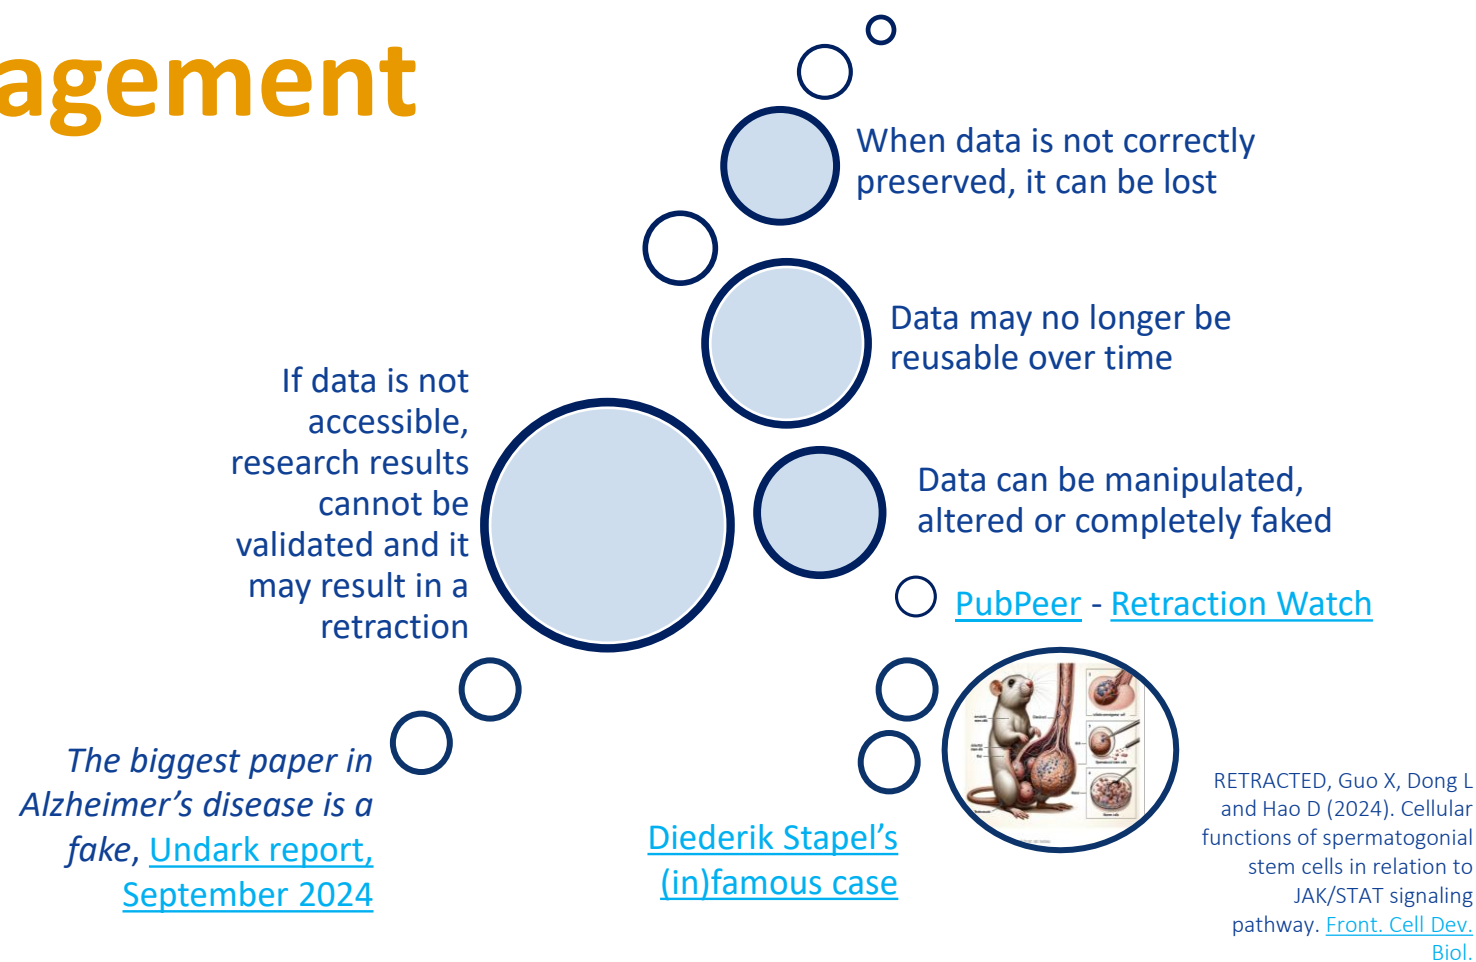 agement
When data is not correctly
preserved, it can be lost
Data may no longer be
reusable over time
If data is not
accessible,
research results
cannot be
validated and it
may result in a
retraction
Data can be manipulated,
altered or completely faked
PubPeer - Retraction Watch
The biggest paper in
Alzheimer’s disease is a
fake, Undark report,
September 2024
Diederik Stapel’s
(in)famous case
RETRACTED, Guo X, Dong L
and Hao D (2024). Cellular
functions of spermatogonial
stem cells in relation to
JAK/STAT signaling
pathway. Front. Cell Dev.
Biol.